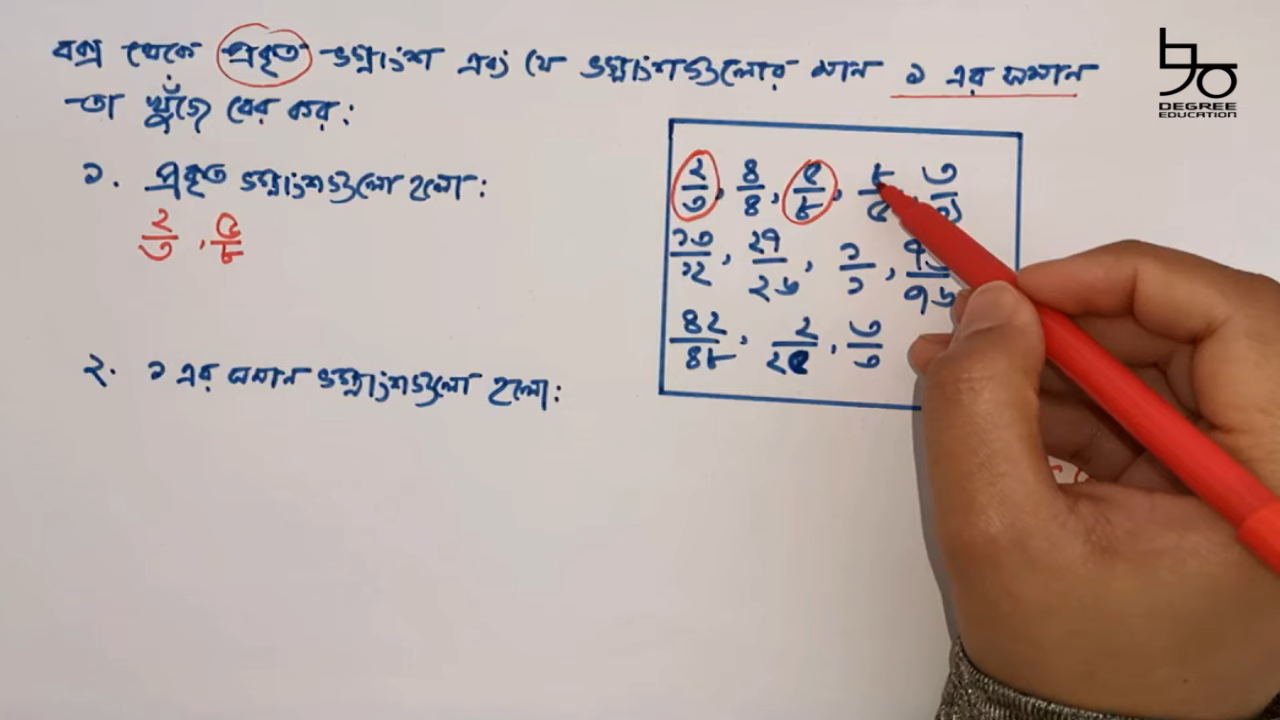 বক্স থেকে প্রকৃত ভগ্নাংশ এবং যে ভগ্নাংশগুলোর মান ১ এর সমান
তা খুঁজে বের কর:
১. প্রকৃত ভগ্নাংশগুলো হলো:
২/৩, ৫/৮
২. ১ এর সমান ভগ্নাংশগুলো হলো:
২/৩, ৪/৪, ৫/৮, ৮/৫,
১৩/১২, ২৭/২৬, ১/১,
৪২/৪৮, ২/২৫, ৩/৩
DEGREE
EDUCATION